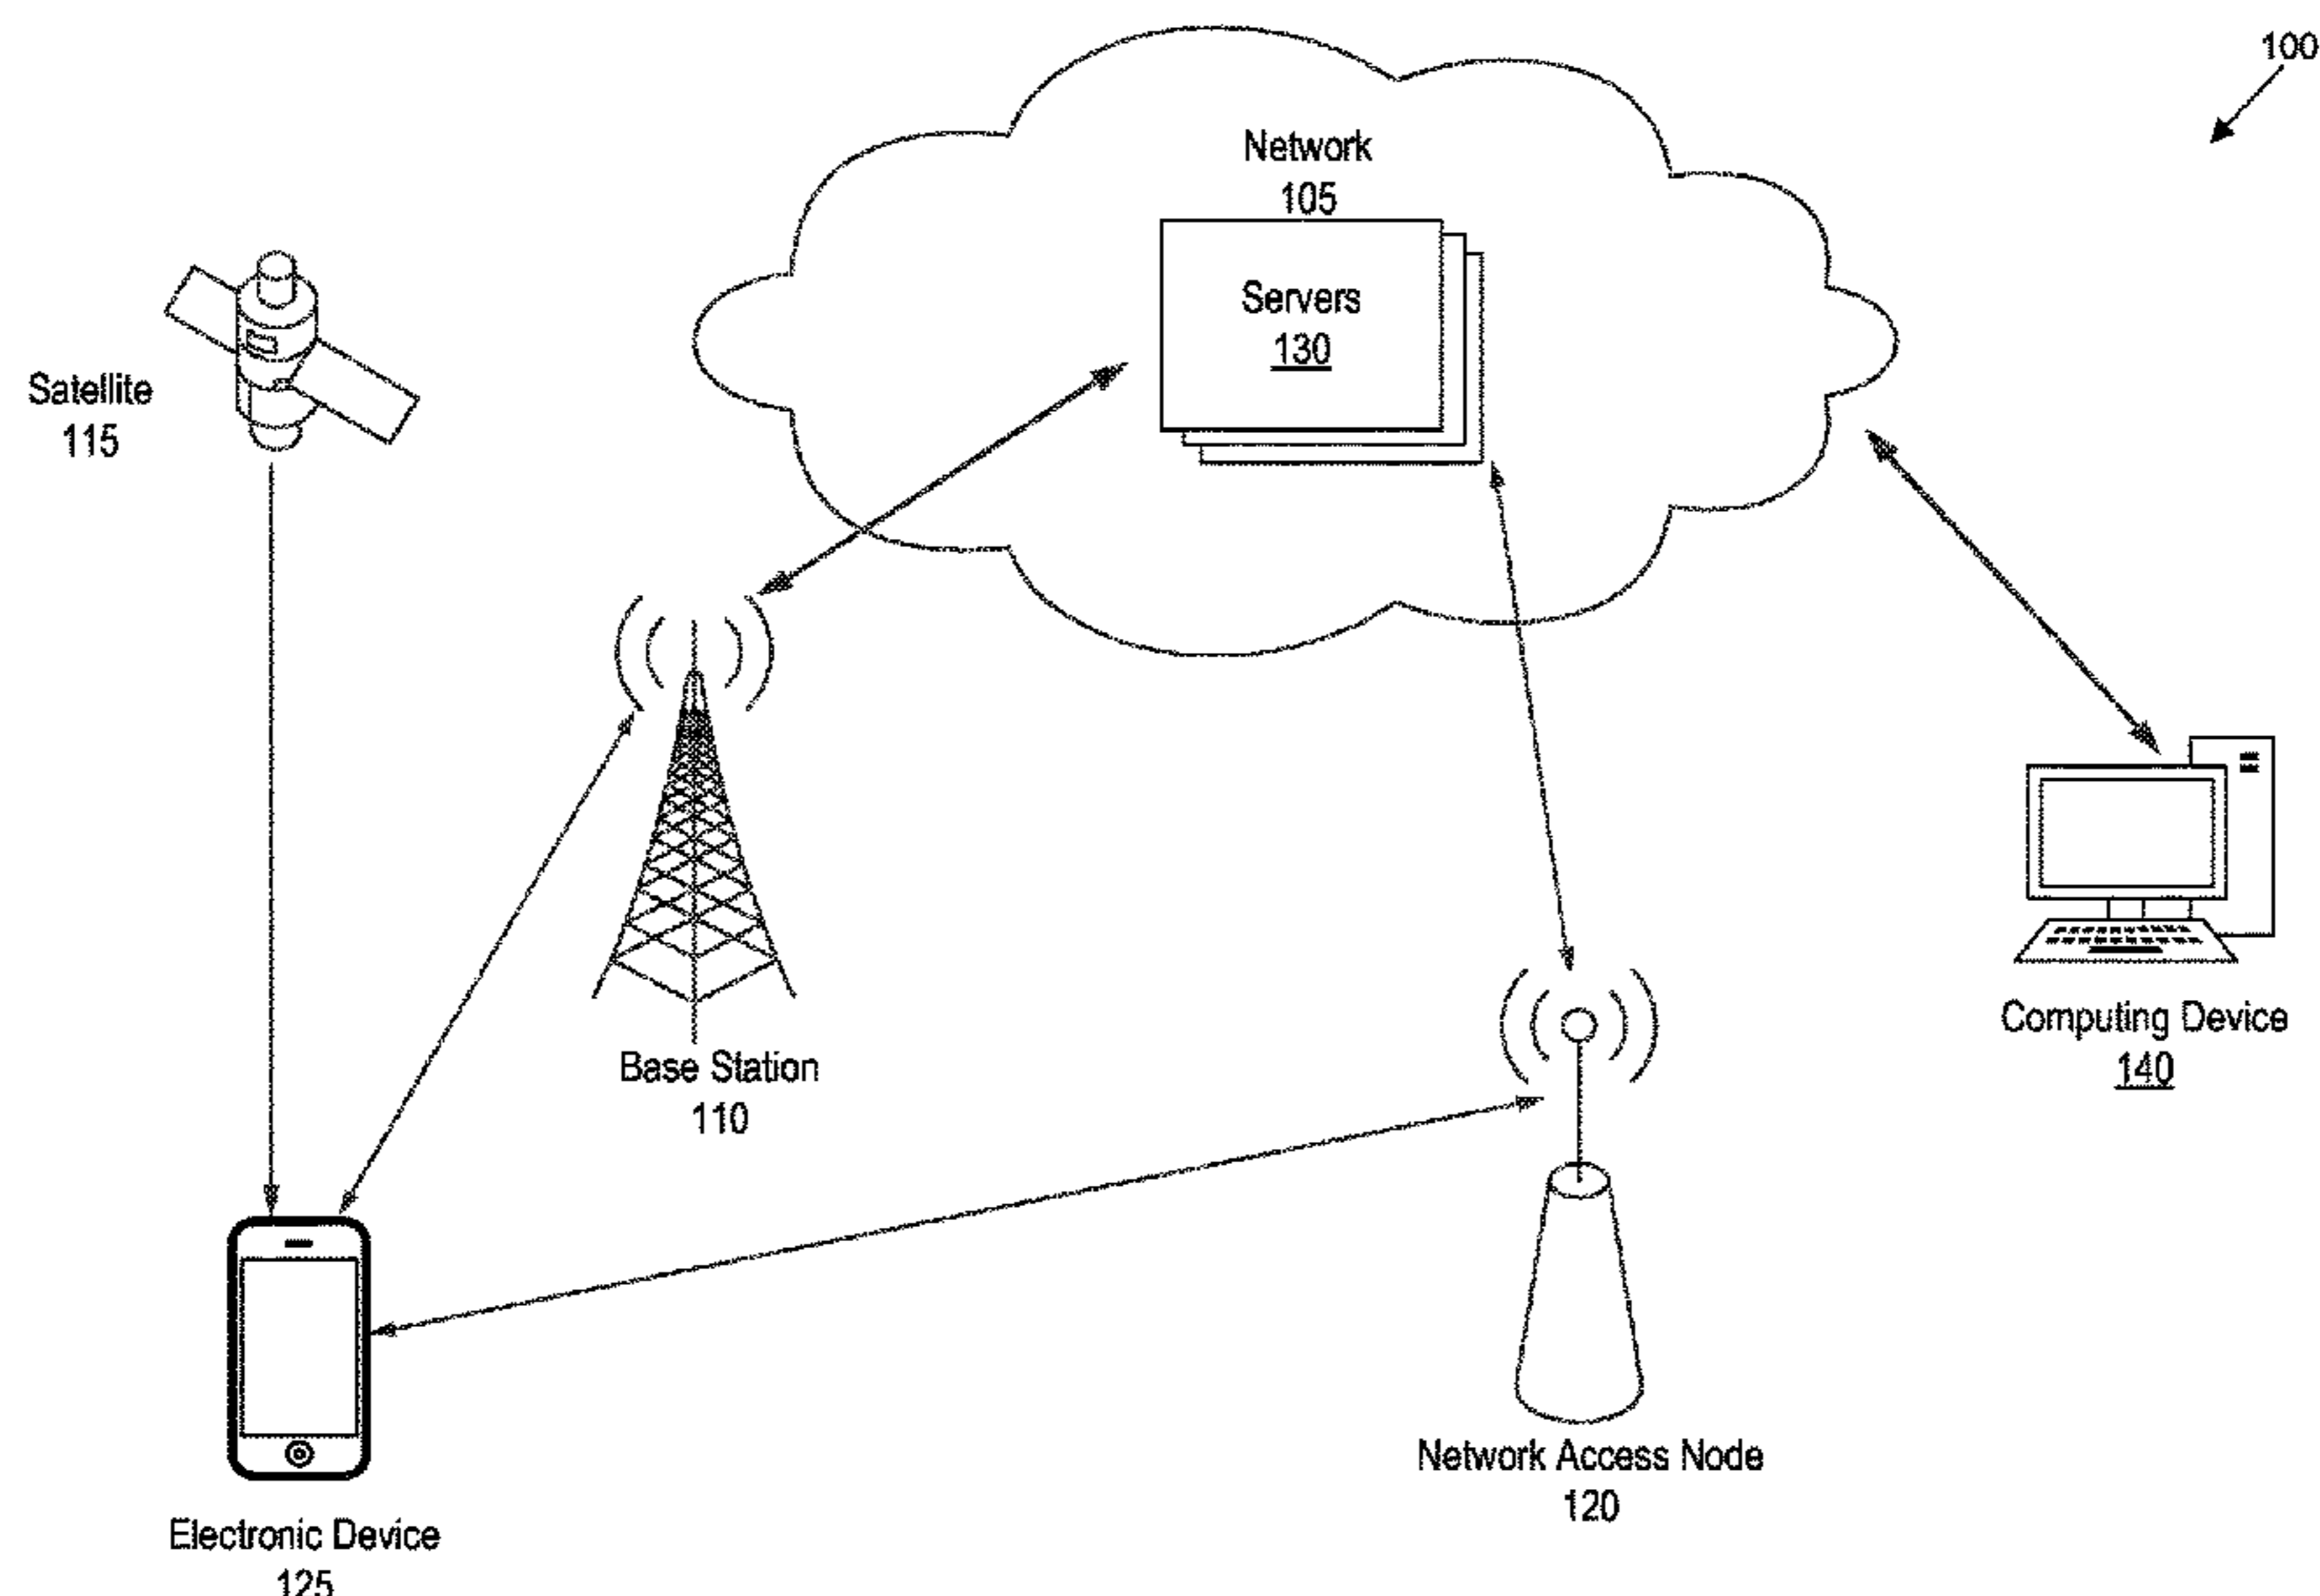 100
Network
105
Servers
130
Satellite
115
Base Station
110
Computing Device
140
Network Access Node
120
Electronic Device
125